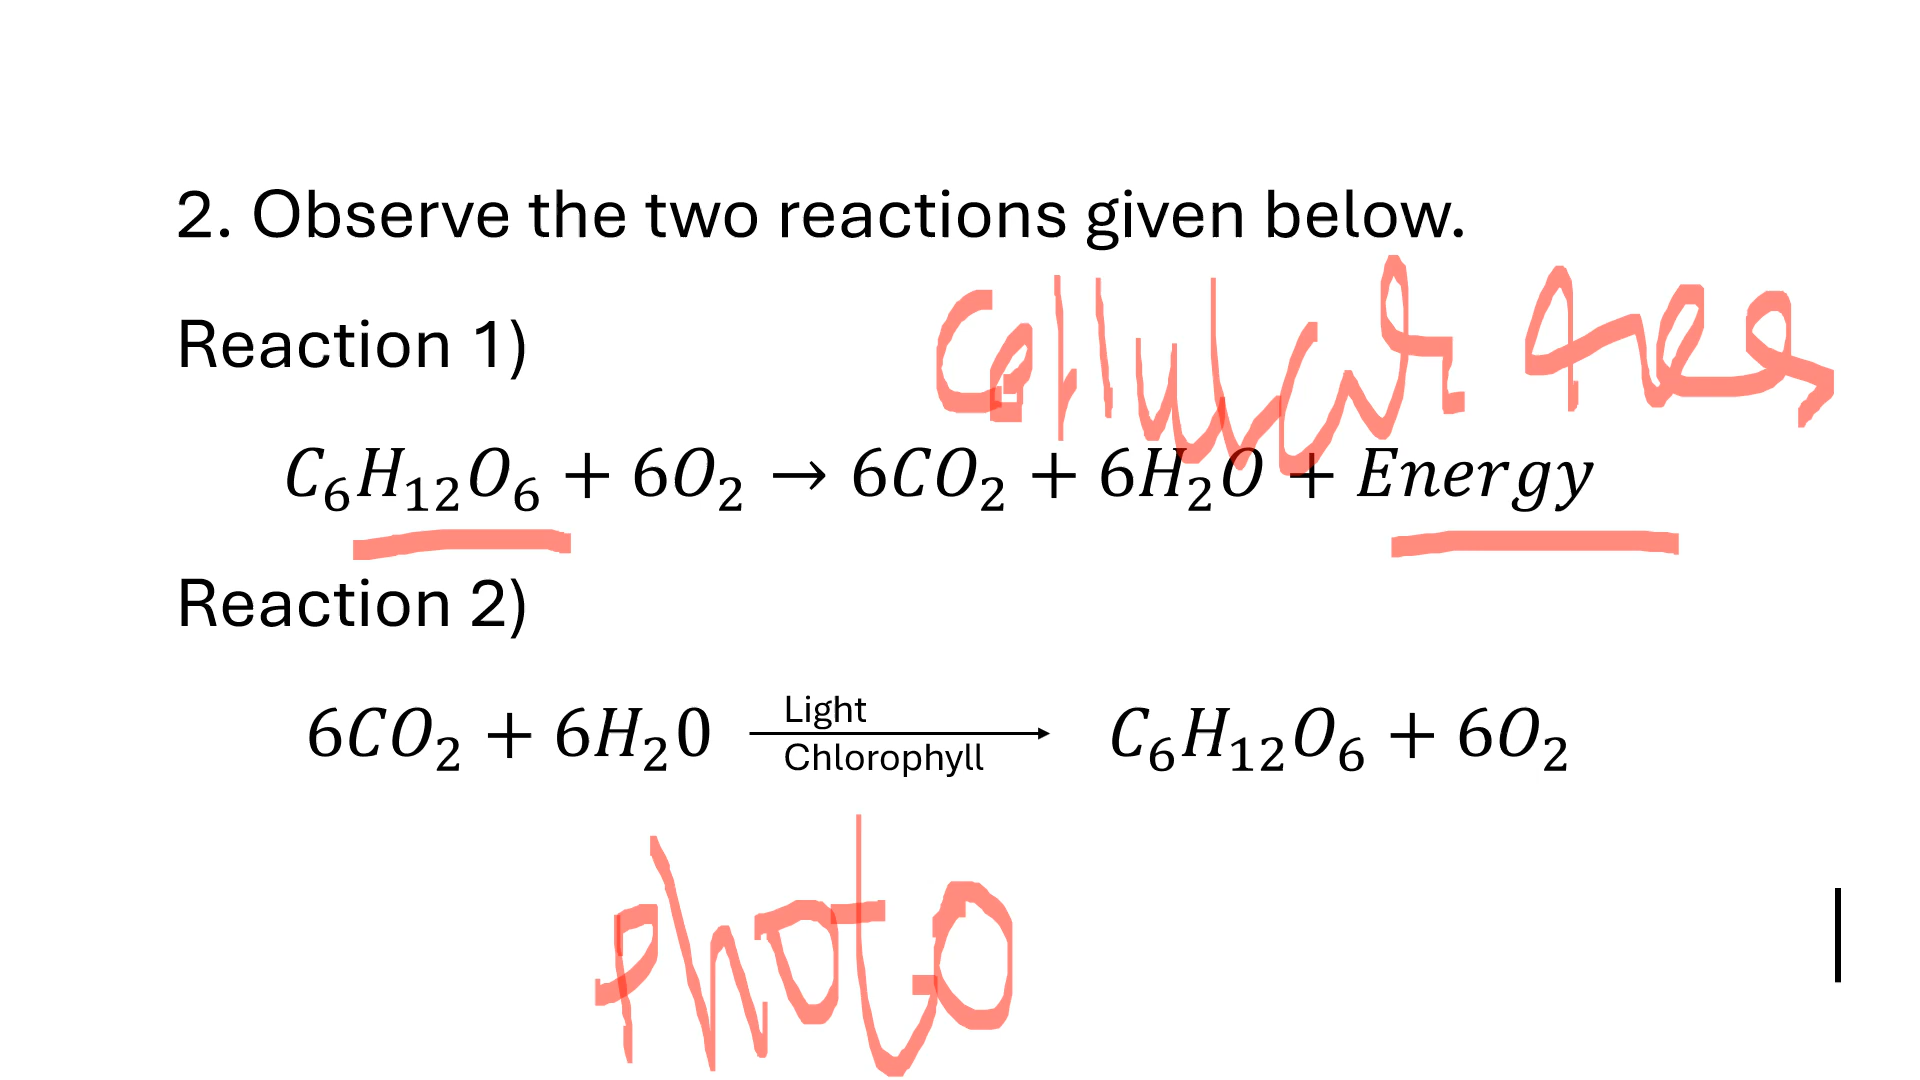 2. Observe the two reactions given below.
Reaction 1)
Cellular res
C₆H₁₂O₆ + 6O₂ → 6CO₂ + 6H₂O + Energy
Reaction 2)
Light
6CO₂ + 6H₂0 → C₆H₁₂O₆ + 6O₂
Chlorophyll
photo